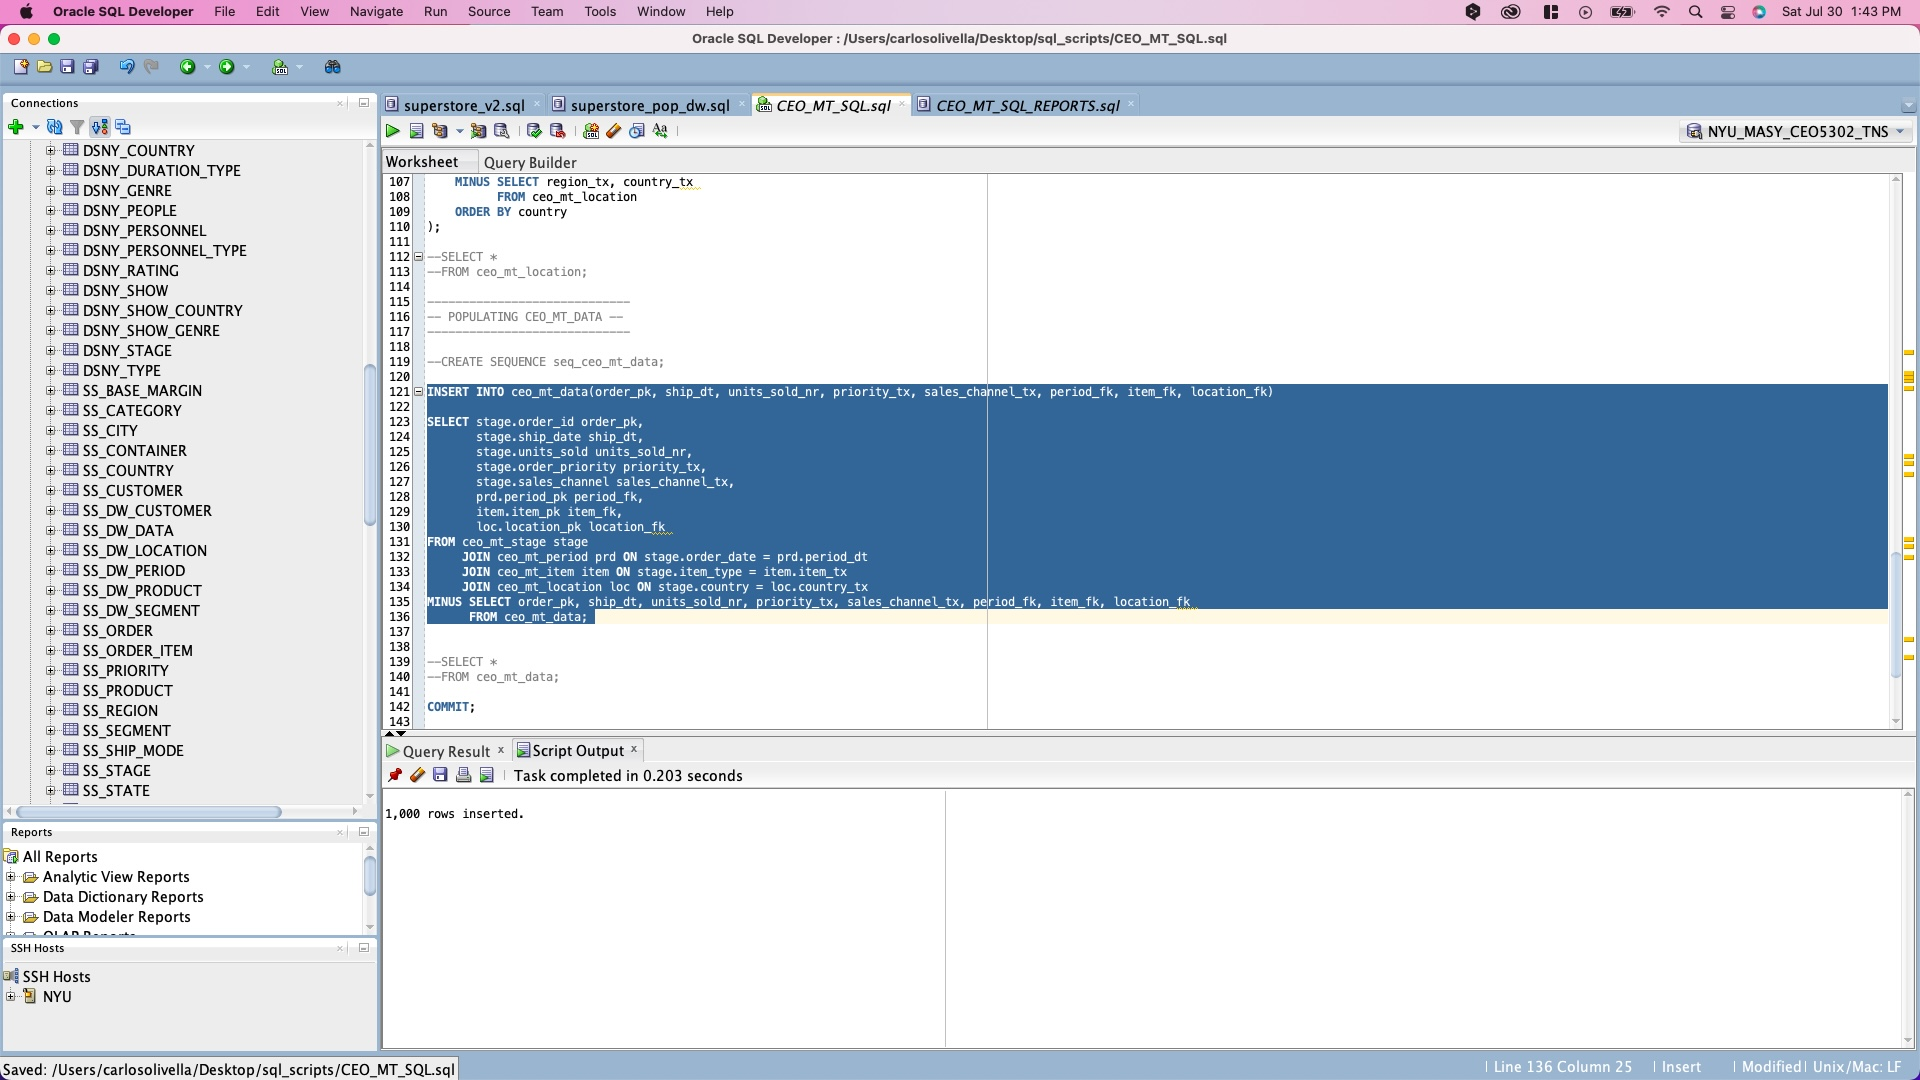 Oracle SQL Developer File Edit View Navigate Run Source Team Tools Window Help Sat Jul 30 1:43 PM
Oracle SQL Developer : /Users/carlosolivella/Desktop/sql_scripts/CEO_MT_SQL.sql
Connections
DSNY_COUNTRY
DSNY_DURATION_TYPE
DSNY_GENRE
DSNY_PEOPLE
DSNY_PERSONNEL
DSNY_PERSONNEL_TYPE
DSNY_RATING
DSNY_SHOW
DSNY_SHOW_COUNTRY
DSNY_SHOW_GENRE
DSNY_STAGE
DSNY_TYPE
SS_BASE_MARGIN
SS_CATEGORY
SS_CITY
SS_CONTAINER
SS_COUNTRY
SS_CUSTOMER
SS_DW_CUSTOMER
SS_DW_DATA
SS_DW_LOCATION
SS_DW_PERIOD
SS_DW_PRODUCT
SS_DW_SEGMENT
SS_ORDER
SS_ORDER_ITEM
SS_PRIORITY
SS_PRODUCT
SS_REGION
SS_SEGMENT
SS_SHIP_MODE
SS_STAGE
SS_STATE
Reports
All Reports
Analytic View Reports
Data Dictionary Reports
Data Modeler Reports
OLAP Reports
SSH Hosts
SSH Hosts
NYU
superstore_v2.sql superstore_pop_dw.sql CEO_MT_SQL.sql CEO_MT_SQL_REPORTS.sql
NYU_MASY_CEO5302_TNS
Worksheet Query Builder
107 MINUS SELECT region_tx, country_tx
108 FROM ceo_mt_location
109 ORDER BY country
110 );
111
112 --SELECT *
113 --FROM ceo_mt_location;
114
115 -----------------------------
116 -- POPULATING CEO_MT_DATA --
117 -----------------------------
118
119 --CREATE SEQUENCE seq_ceo_mt_data;
120
121 INSERT INTO ceo_mt_data(order_pk, ship_dt, units_sold_nr, priority_tx, sales_channel_tx, period_fk, item_fk, location_fk)
122
123 SELECT stage.order_id order_pk,
124 stage.ship_date ship_dt,
125 stage.units_sold units_sold_nr,
126 stage.order_priority priority_tx,
127 stage.sales_channel sales_channel_tx,
128 prd.period_pk period_fk,
129 item.item_pk item_fk,
130 loc.location_pk location_fk
131 FROM ceo_mt_stage stage
132 JOIN ceo_mt_period prd ON stage.order_date = prd.period_dt
133 JOIN ceo_mt_item item ON stage.item_type = item.item_tx
134 JOIN ceo_mt_location loc ON stage.country = loc.country_tx
135 MINUS SELECT order_pk, ship_dt, units_sold_nr, priority_tx, sales_channel_tx, period_fk, item_fk, location_fk
136 FROM ceo_mt_data;
137
138
139 --SELECT *
140 --FROM ceo_mt_data;
141
142 COMMIT;
143
Query Result Script Output
Task completed in 0.203 seconds
1,000 rows inserted.
Saved: /Users/carlosolivella/Desktop/sql_scripts/CEO_MT_SQL.sql
Line 136 Column 25 Insert Modified Unix/Mac: LF